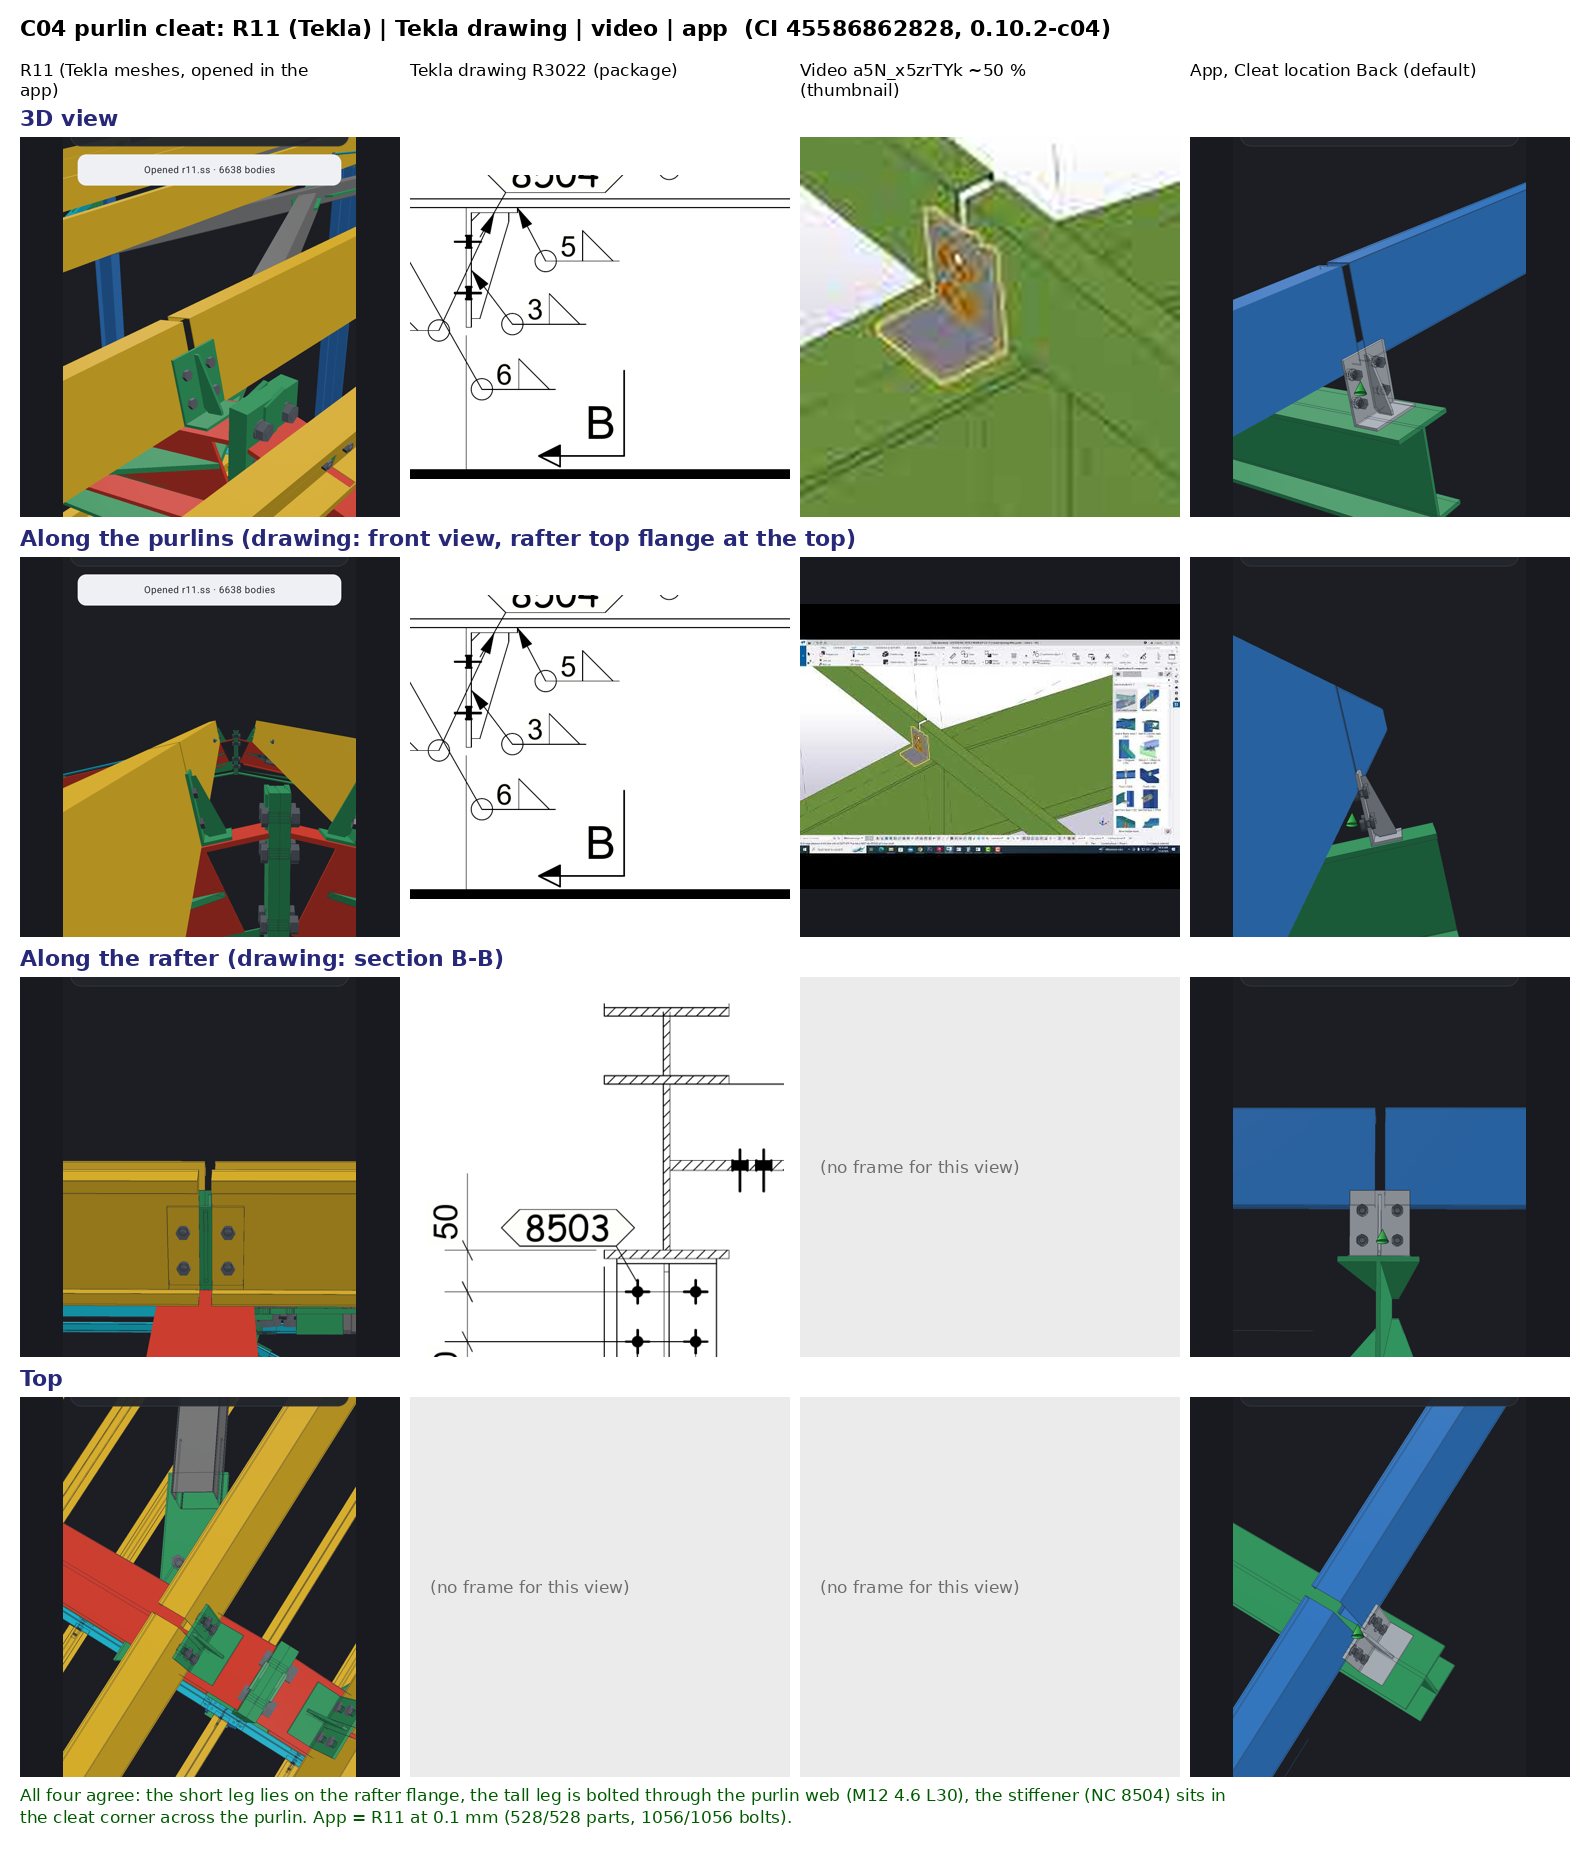 C04 purlin cleat: R11 (Tekla) | Tekla drawing | video | app  (CI 45586862828, 0.10.2-c04)
R11 (Tekla meshes, opened in the
app)
Tekla drawing R3022 (package)
Video a5N_x5zrTYk ~50 %
(thumbnail)
App, Cleat location Back (default)
3D view
Opened r11.ss · 6638 bodies
8504
5
3
6
B
Along the purlins (drawing: front view, rafter top flange at the top)
Opened r11.ss · 6638 bodies
8504
5
3
6
B
Along the rafter (drawing: section B-B)
50
8503
(no frame for this view)
Top
(no frame for this view)
(no frame for this view)
All four agree: the short leg lies on the rafter flange, the tall leg is bolted through the purlin web (M12 4.6 L30), the stiffener (NC 8504) sits in
the cleat corner across the purlin. App = R11 at 0.1 mm (528/528 parts, 1056/1056 bolts).